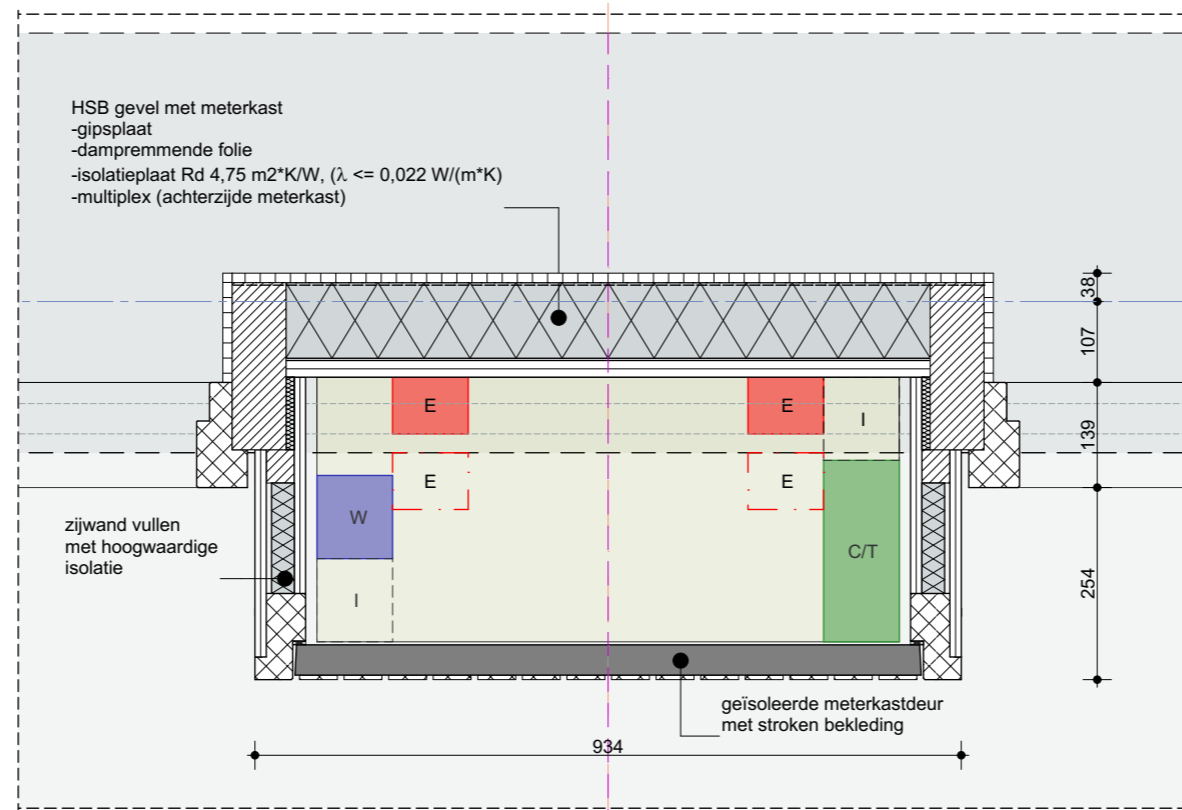 HSB gevel met meterkast
-gipsplaat
-dampremmende folie
-isolatieplaat Rd 4,75 m2*K/W, (λ <= 0,022 W/(m*K)
-multiplex (achterzijde meterkast)
38
107
139
254
E
E
I
E
E
W
C/T
I
zijwand vullen
met hoogwaardige
isolatie
geïsoleerde meterkastdeur
met stroken bekleding
934